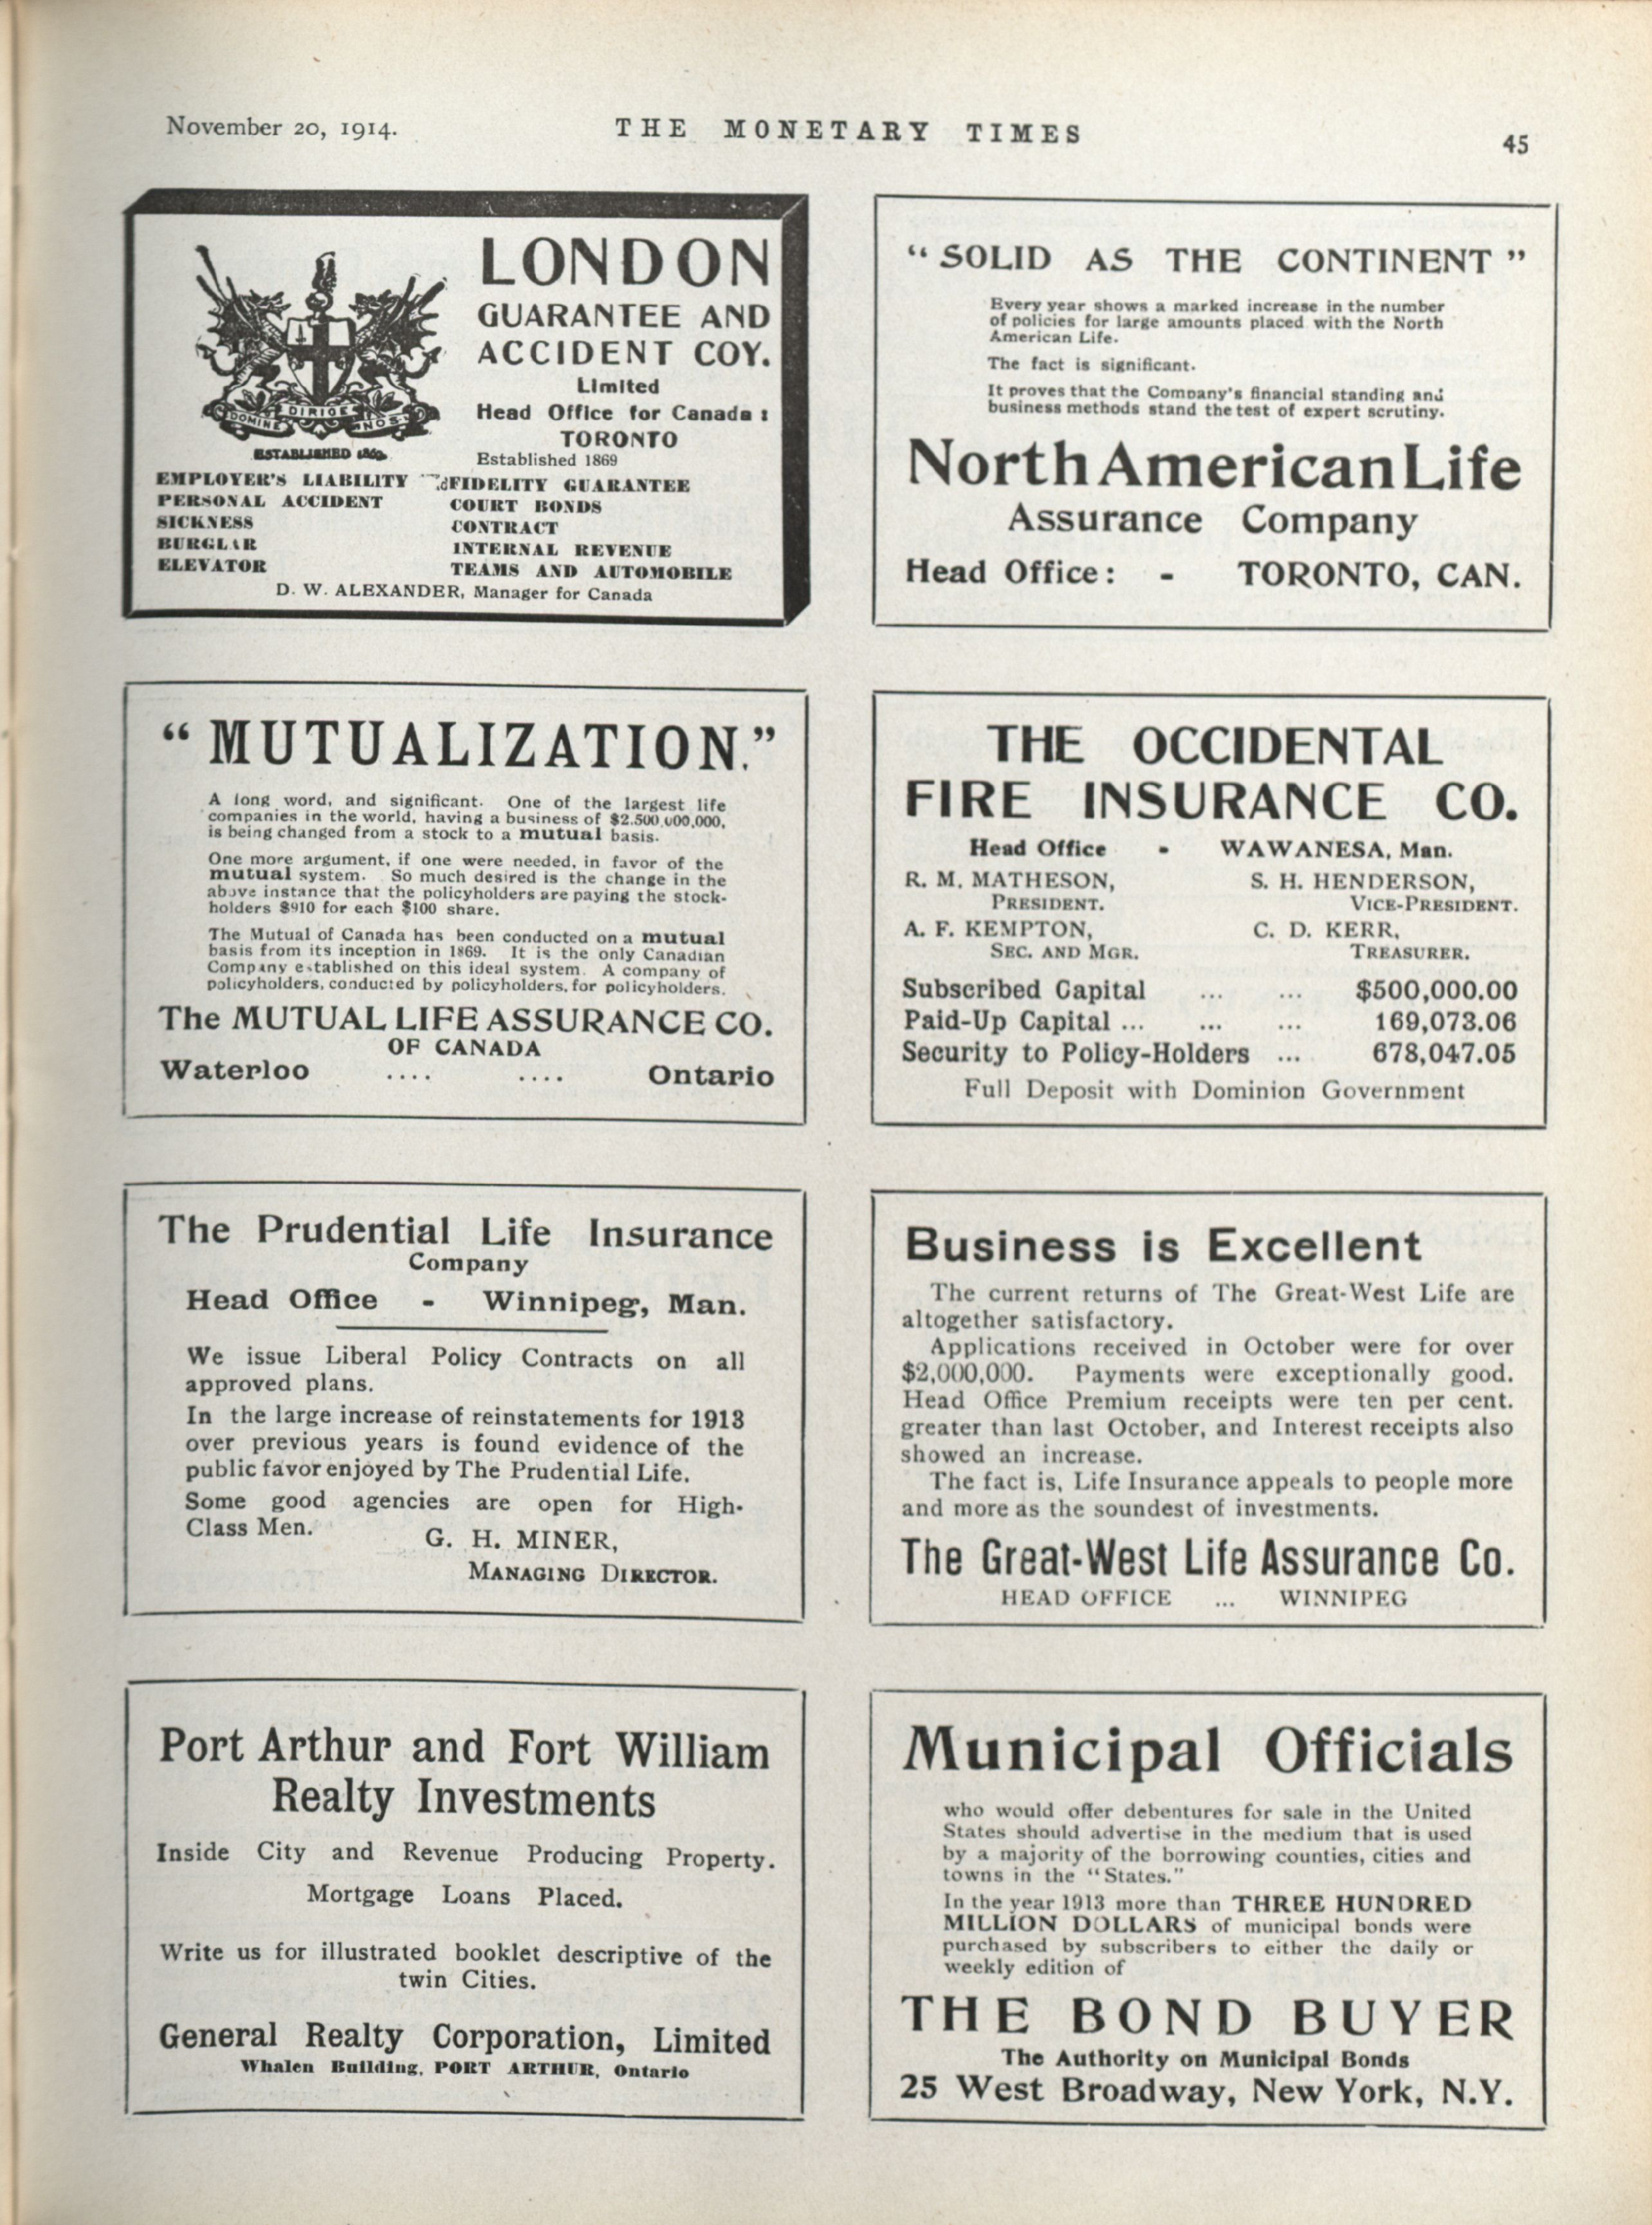 November 20, 1914.
THE MONETARY TIMES
45
LONDON
GUARANTEE AND
ACCIDENT COY.
Limited
Head Office for Canada:
TORONTO
Established 1869
DOMINE DIRIGE NOS
ESTABLISHED 1869
EMPLOYER'S LIABILITY
PERSONAL ACCIDENT
SICKNESS
BURGLAR
ELEVATOR
FIDELITY GUARANTEE
COURT BONDS
CONTRACT
INTERNAL REVENUE
TEAMS AND AUTOMOBILE
D. W. ALEXANDER, Manager for Canada
"SOLID AS THE CONTINENT"
Every year shows a marked increase in the number
of policies for large amounts placed with the North
American Life.
The fact is significant.
It proves that the Company's financial standing and
business methods stand the test of expert scrutiny.
North American Life
Assurance Company
Head Office: - TORONTO, CAN.
"MUTUALIZATION."
A long word, and significant. One of the largest life
companies in the world, having a business of $2,500,000,000,
is being changed from a stock to a mutual basis.
One more argument, if one were needed, in favor of the
mutual system. So much desired is the change in the
above instance that the policyholders are paying the stock-
holders $910 for each $100 share.
The Mutual of Canada has been conducted on a mutual
basis from its inception in 1869. It is the only Canadian
Company established on this ideal system. A company of
policyholders, conducted by policyholders, for policyholders.
The MUTUAL LIFE ASSURANCE CO.
OF CANADA
Waterloo .... .... Ontario
THE OCCIDENTAL
FIRE INSURANCE CO.
Head Office - WAWANESA, Man.
R. M. MATHESON, S. H. HENDERSON,
PRESIDENT. VICE-PRESIDENT.
A. F. KEMPTON, C. D. KERR,
SEC. AND MGR. TREASURER.
Subscribed Capital ... ... $500,000.00
Paid-Up Capital ... ... ... 169,073.06
Security to Policy-Holders ... 678,047.05
Full Deposit with Dominion Government
The Prudential Life Insurance
Company
Head Office - Winnipeg, Man.
We issue Liberal Policy Contracts on all
approved plans.
In the large increase of reinstatements for 1913
over previous years is found evidence of the
public favor enjoyed by The Prudential Life.
Some good agencies are open for High-
Class Men.
G. H. MINER,
MANAGING DIRECTOR.
Business is Excellent
The current returns of The Great-West Life are
altogether satisfactory.
Applications received in October were for over
$2,000,000. Payments were exceptionally good.
Head Office Premium receipts were ten per cent.
greater than last October, and Interest receipts also
showed an increase.
The fact is, Life Insurance appeals to people more
and more as the soundest of investments.
The Great-West Life Assurance Co.
HEAD OFFICE ... WINNIPEG
Port Arthur and Fort William
Realty Investments
Inside City and Revenue Producing Property.
Mortgage Loans Placed.
Write us for illustrated booklet descriptive of the
twin Cities.
General Realty Corporation, Limited
Whalen Building, PORT ARTHUR, Ontario
Municipal Officials
who would offer debentures for sale in the United
States should advertise in the medium that is used
by a majority of the borrowing counties, cities and
towns in the "States."
In the year 1913 more than THREE HUNDRED
MILLION DOLLARS of municipal bonds were
purchased by subscribers to either the daily or
weekly edition of
THE BOND BUYER
The Authority on Municipal Bonds
25 West Broadway, New York, N.Y.